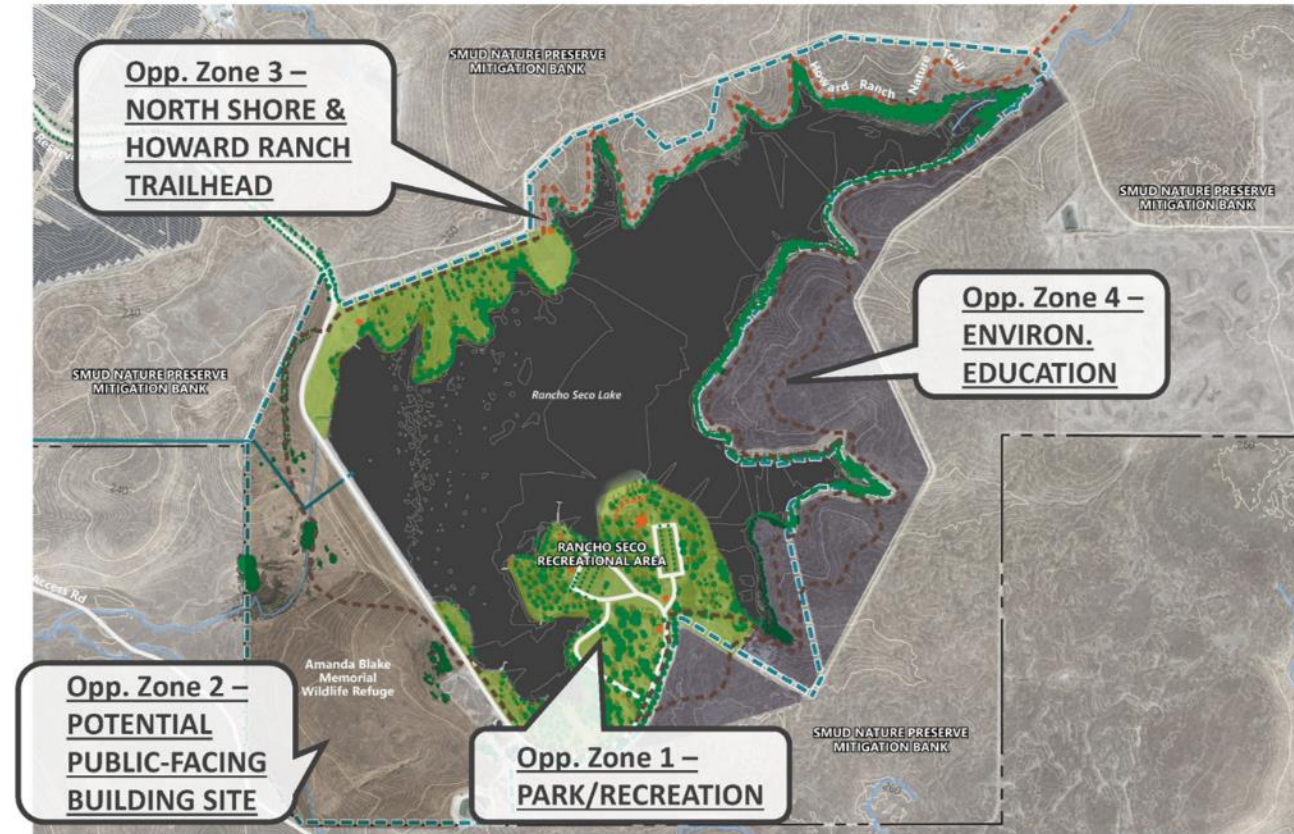 SMUD NATURE PRESERVE
MITIGATION BANK
Opp. Zone 3 –
NORTH SHORE &
HOWARD RANCH
TRAILHEAD
Howard Ranch Nature Trail
SMUD NATURE PRESERVE
MITIGATION BANK
Opp. Zone 4 –
ENVIRON.
EDUCATION
240
SMUD NATURE PRESERVE
MITIGATION BANK
Rancho Seco Lake
260
240
RANCHO SECO
RECREATIONAL AREA
Access Rd
Amanda Blake
Memorial
Wildlife Refuge
Opp. Zone 2 –
POTENTIAL
PUBLIC-FACING
BUILDING SITE
Opp. Zone 1 –
PARK/RECREATION
SMUD NATURE PRESERVE
MITIGATION BANK
260